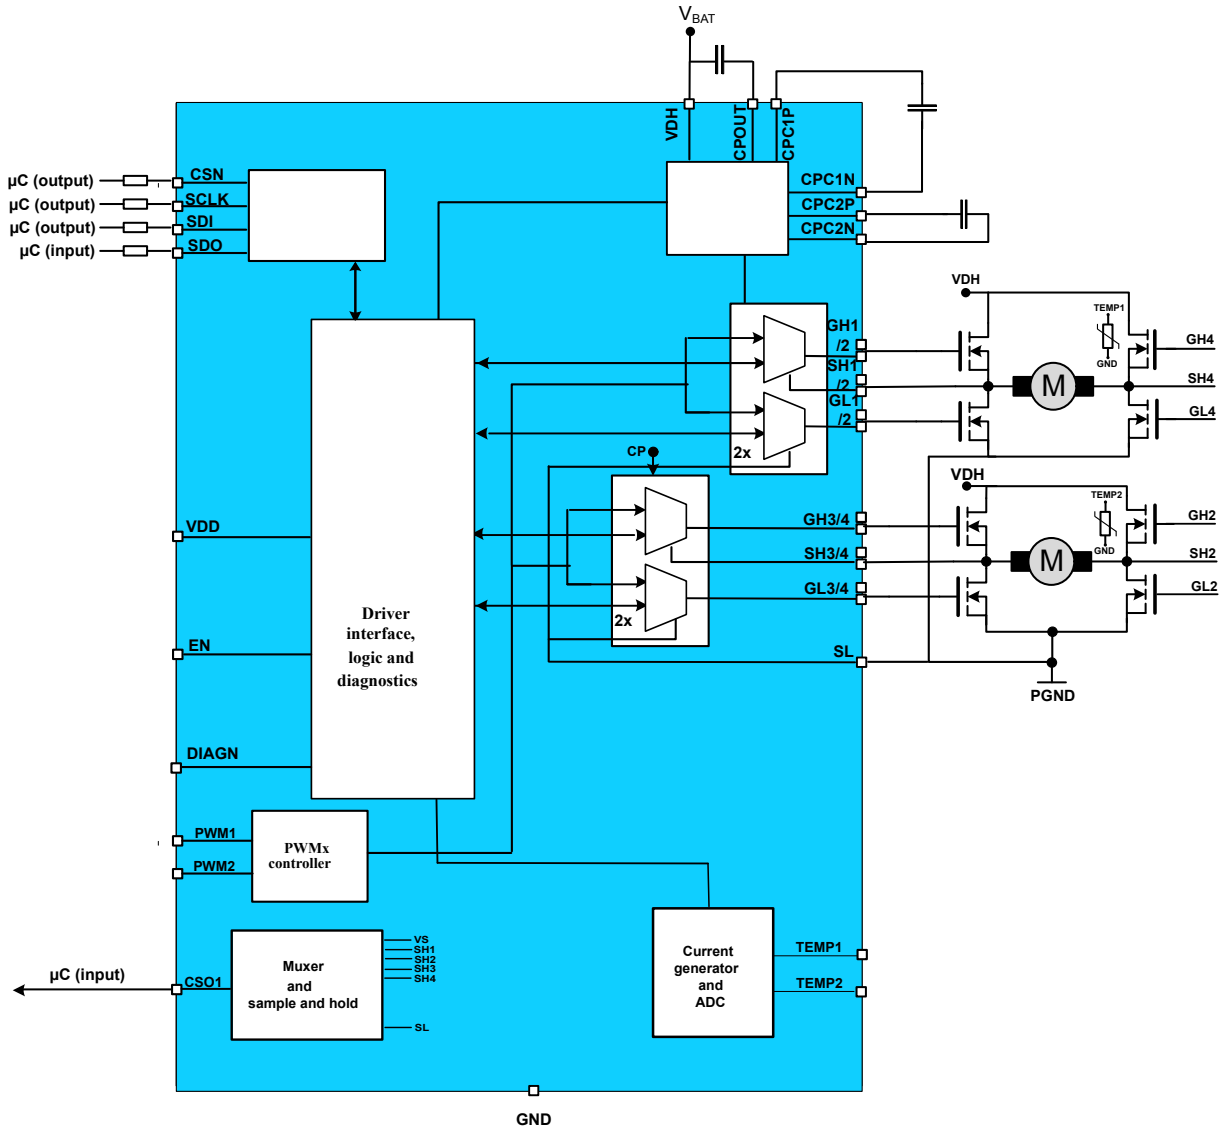 VBAT
VDH
CPOUT
CPC1P
µC (output)
CSN
µC (output)
SCLK
µC (output)
SDI
µC (input)
SDO
CPC1N
CPC2P
CPC2N
VDH
TEMP1
GND
GH4
SH4
GL4
M
GH1
/2
SH1
/2
GL1
/2
2x
CP
VDH
TEMP2
GND
GH2
SH2
GL2
M
GH3/4
SH3/4
GL3/4
2x
SL
PGND
VDD
EN
DIAGN
Driver
interface,
logic and
diagnostics
PWM1
PWM2
PWMx
controller
µC (input)
CSO1
Muxer
and
sample and hold
VS
SH1
SH2
SH3
SH4
SL
Current
generator
and
ADC
TEMP1
TEMP2
GND